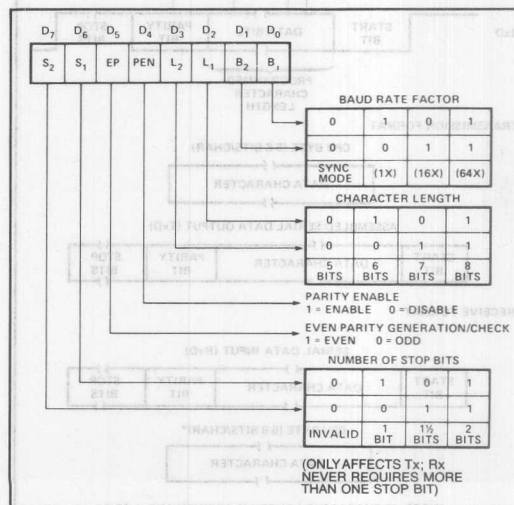 D7 D6 D5 D4 D3 D2 D1 D0
S2 S1 EP PEN L2 L1 B2 B1
BAUD RATE FACTOR
0 1 0 1
0 0 1 1
SYNC MODE (1X) (16X) (64X)
CHARACTER LENGTH
0 1 0 1
0 0 1 1
5 BITS 6 BITS 7 BITS 8 BITS
PARITY ENABLE
1 = ENABLE 0 = DISABLE
EVEN PARITY GENERATION/CHECK
1 = EVEN 0 = ODD
NUMBER OF STOP BITS
0 1 0 1
0 0 1 1
INVALID 1 BIT 1½ BITS 2 BITS
(ONLY AFFECTS Tx; Rx
NEVER REQUIRES MORE
THAN ONE STOP BIT)